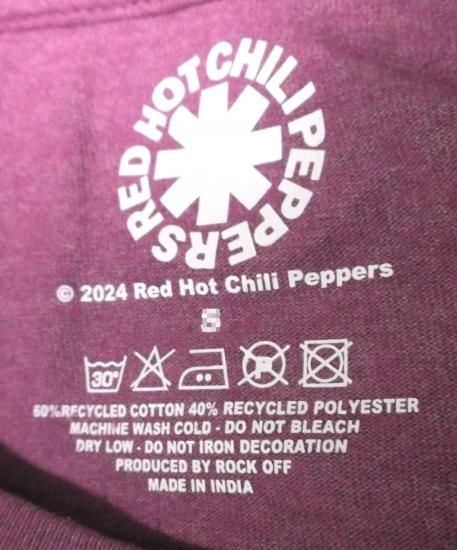 RED HOT CHILI PEPPERS
© 2024 Red Hot Chili Peppers
30°
P
60% RECYCLED COTTON 40% RECYCLED POLYESTER
MACHINE WASH COLD - DO NOT BLEACH
DRY LOW - DO NOT IRON DECORATION
PRODUCED BY ROCK OFF
MADE IN INDIA